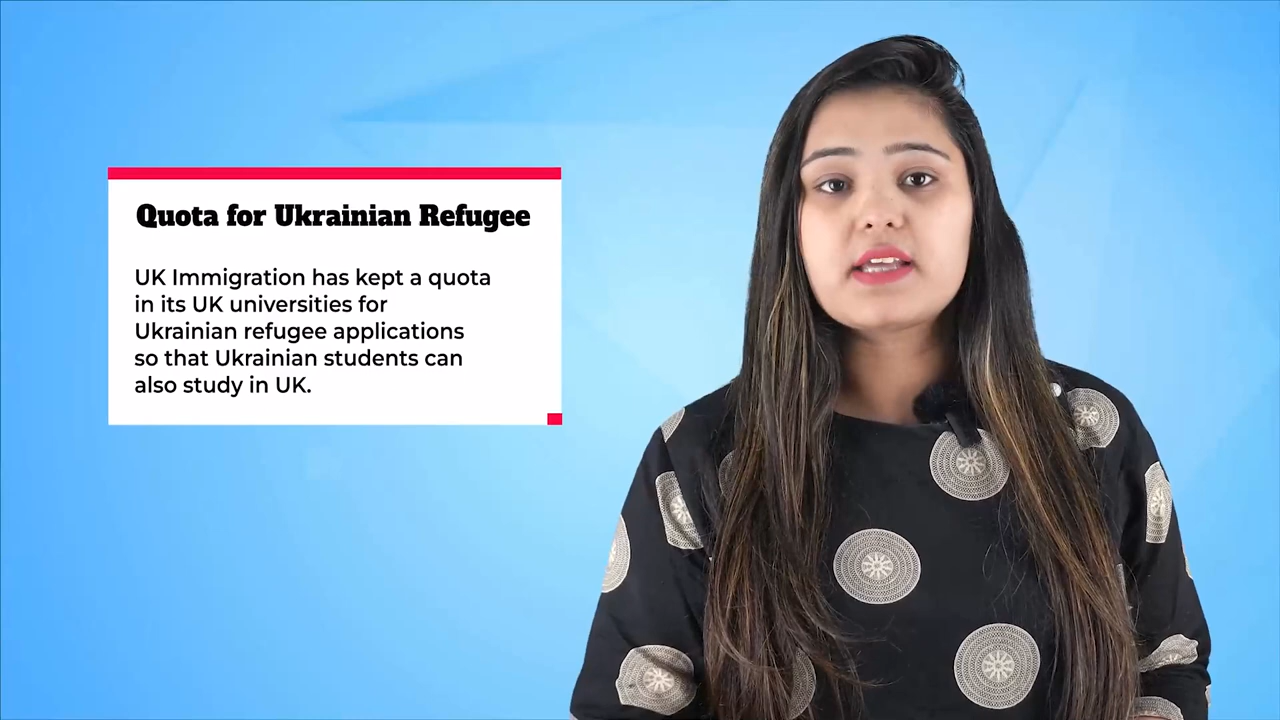 Quota for Ukrainian Refugee
UK Immigration has kept a quota
in its UK universities for
Ukrainian refugee applications
so that Ukrainian students can
also study in UK.